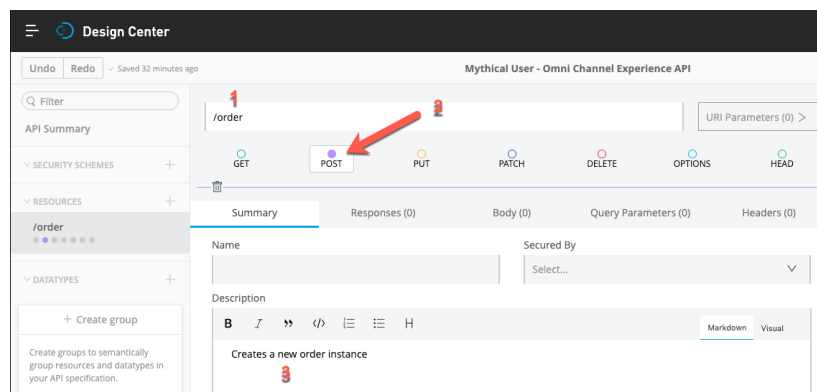 Design Center
Undo Redo ✓ Saved 32 minutes ago Mythical User - Omni Channel Experience API
Filter
1
2
/order
URI Parameters (0) >
API Summary
GET POST PUT PATCH DELETE OPTIONS HEAD
SECURITY SCHEMES +
RESOURCES +
/order
Summary Responses (0) Body (0) Query Parameters (0) Headers (0)
Name Secured By
Select...
DATATYPES +
Description
+ Create group
B I ” </> H Markdown Visual
Create groups to semantically
group resources and datatypes in
your API specification.
Creates a new order instance
3